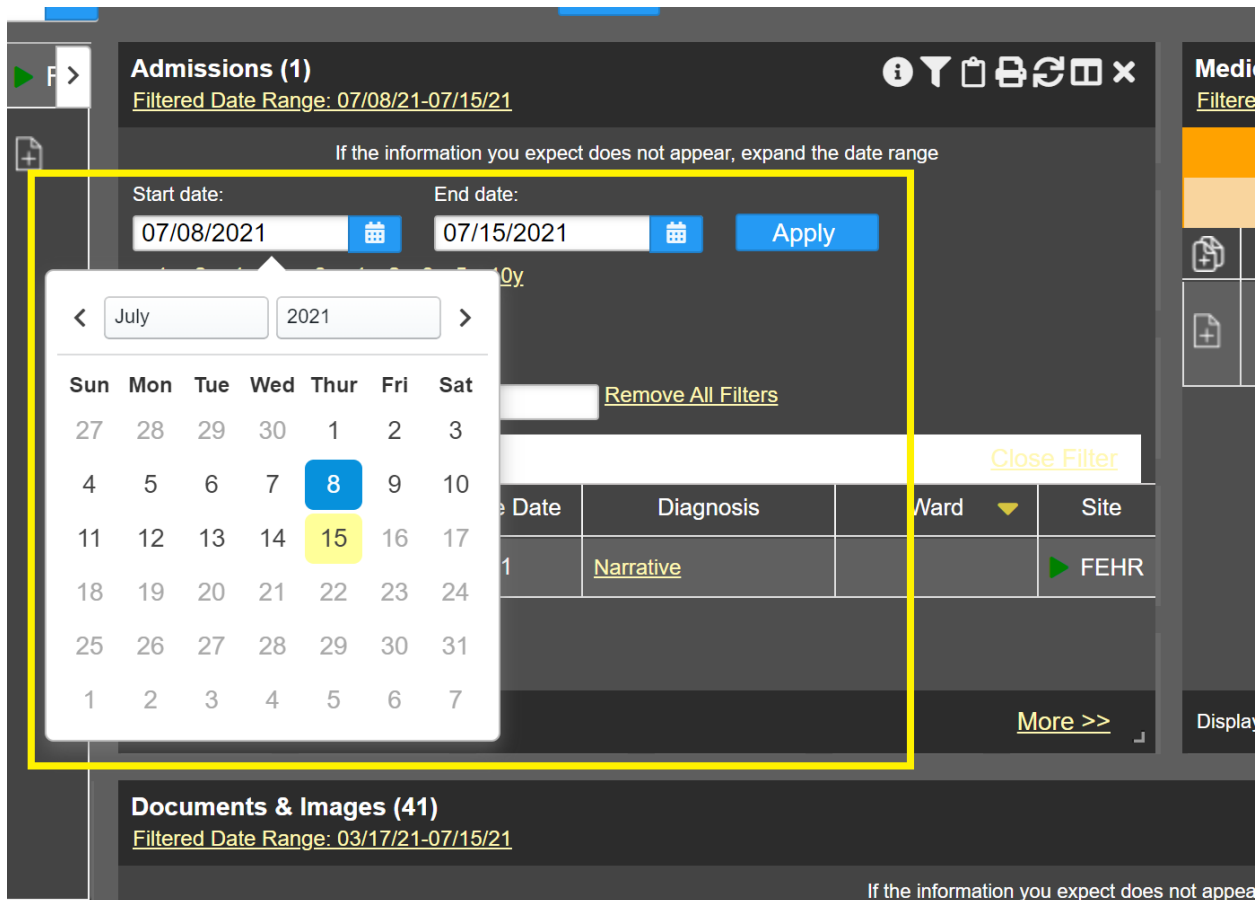 Admissions (1)
Filtered Date Range: 07/08/21-07/15/21
If the information you expect does not appear, expand the date range
Start date:
End date:
07/08/2021
07/15/2021
Apply
10y
July
2021
Sun Mon Tue Wed Thur Fri Sat
27 28 29 30 1 2 3
4 5 6 7 8 9 10
11 12 13 14 15 16 17
18 19 20 21 22 23 24
25 26 27 28 29 30 31
1 2 3 4 5 6 7
Remove All Filters
Close Filter
Date Diagnosis Ward Site
1 Narrative FEHR
More >>
Documents & Images (41)
Filtered Date Range: 03/17/21-07/15/21
If the information you expect does not appea
Medi
Filtere
Display